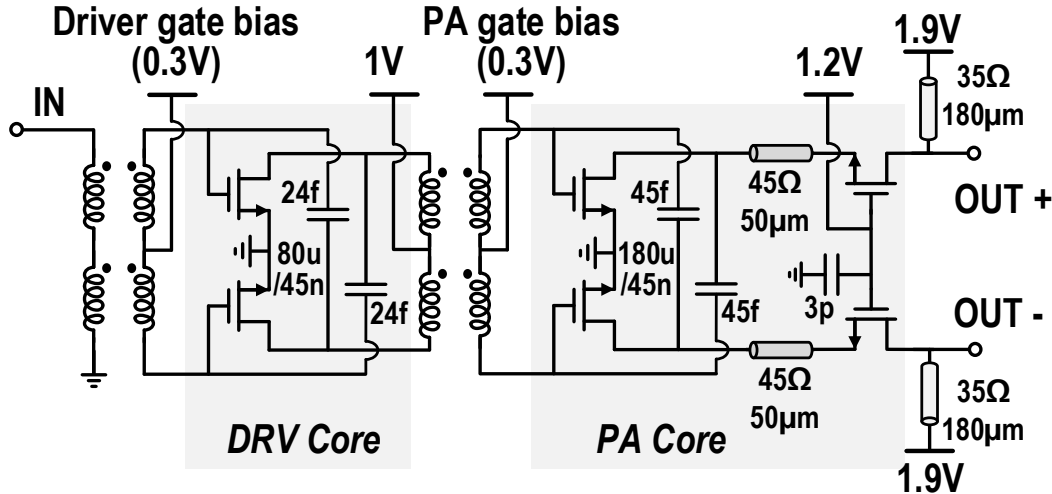 Driver gate bias
(0.3V)
1V
PA gate bias
(0.3V)
1.2V
1.9V
35Ω
180μm
IN
24f
80u
/45n
24f
45f
180u
/45n
45f
45Ω
50μm
3p
45Ω
50μm
OUT +
OUT -
35Ω
180μm
1.9V
DRV Core
PA Core